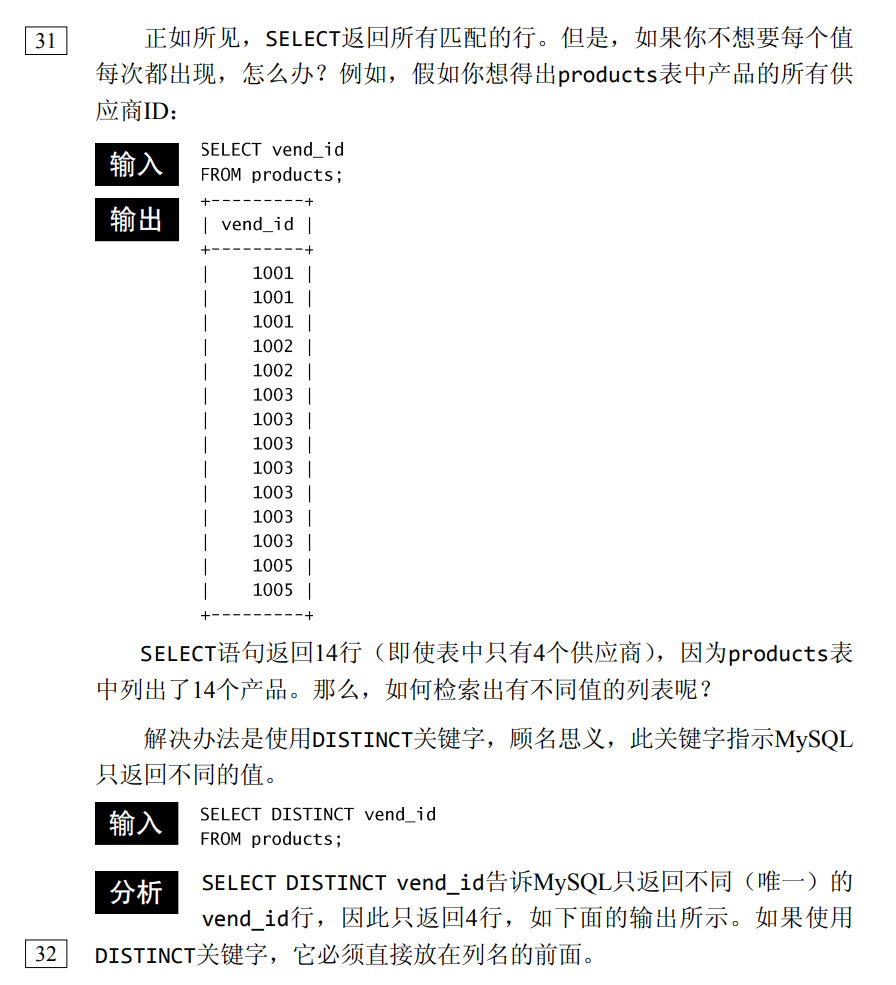 31
正如所见，SELECT返回所有匹配的行。但是，如果你不想要每个值
每次都出现，怎么办？例如，假如你想得出products表中产品的所有供
应商ID：
输入
SELECT vend_id
FROM products;
输出
+---------+
| vend_id |
+---------+
|    1001 |
|    1001 |
|    1001 |
|    1002 |
|    1002 |
|    1003 |
|    1003 |
|    1003 |
|    1003 |
|    1003 |
|    1003 |
|    1003 |
|    1005 |
|    1005 |
+---------+
SELECT语句返回14行（即使表中只有4个供应商），因为products表
中列出了14个产品。那么，如何检索出有不同值的列表呢？
解决办法是使用DISTINCT关键字，顾名思义，此关键字指示MySQL
只返回不同的值。
输入
SELECT DISTINCT vend_id
FROM products;
分析
SELECT DISTINCT vend_id告诉MySQL只返回不同（唯一）的
vend_id行，因此只返回4行，如下面的输出所示。如果使用
32
DISTINCT关键字，它必须直接放在列名的前面。